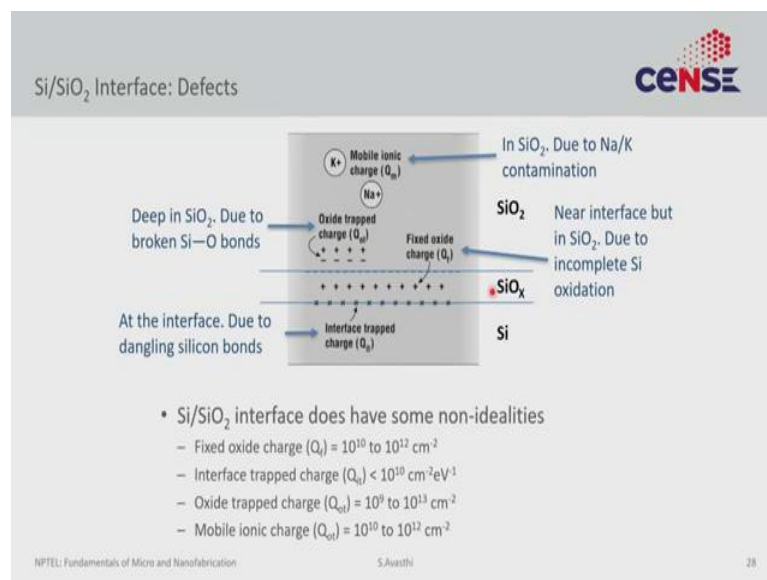 Si/SiO₂ Interface: Defects
CeNSE
K+
Mobile ionic
charge (Qₘ)
Na+
In SiO₂. Due to Na/K
contamination
Deep in SiO₂. Due to
broken Si—O bonds
Oxide trapped
charge (Qₒₜ)
+ + + +
− − − −
Fixed oxide
charge (Qf)
SiO₂
Near interface but
in SiO₂. Due to
incomplete Si
oxidation
+ + + + + + + + + +
SiOₓ
× × × × × × × × × × ×
At the interface. Due to
dangling silicon bonds
Interface trapped
charge (Qᵢₜ)
Si
• Si/SiO₂ interface does have some non-idealities
– Fixed oxide charge (Qf) = 10¹⁰ to 10¹² cm⁻²
– Interface trapped charge (Qᵢₜ) < 10¹⁰ cm⁻²eV⁻¹
– Oxide trapped charge (Qₒₜ) = 10⁹ to 10¹³ cm⁻²
– Mobile ionic charge (Qₒₜ) = 10¹⁰ to 10¹² cm⁻²
NPTEL: Fundamentals of Micro and Nanofabrication
S.Avasthi
28